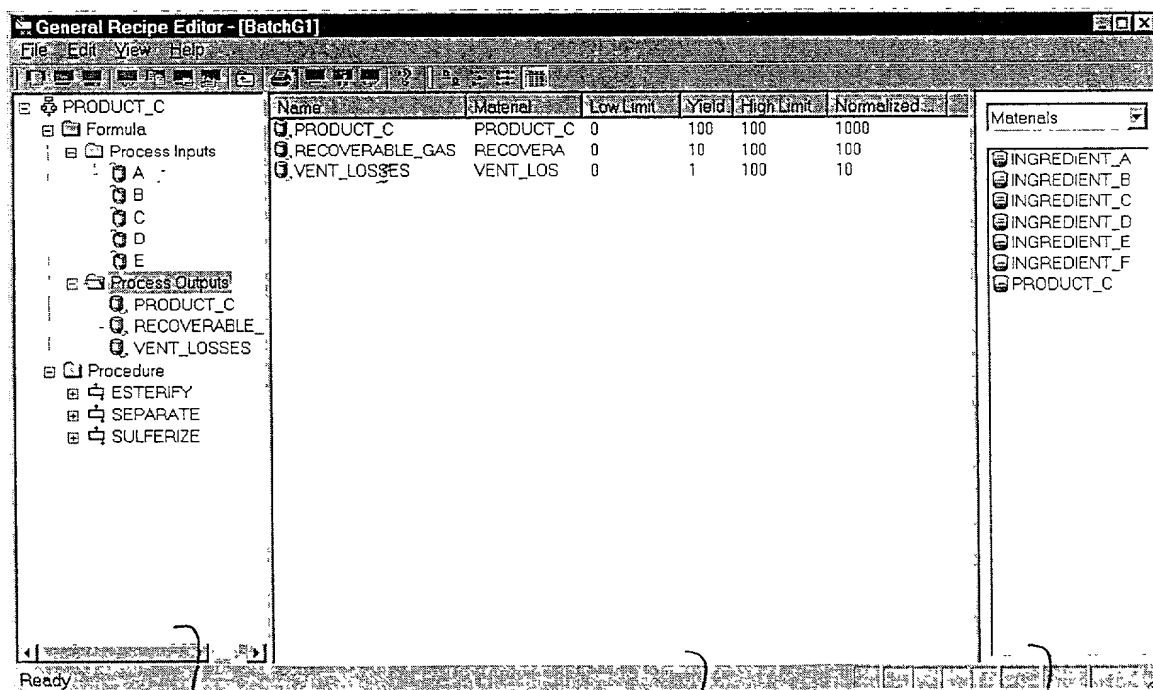 General Recipe Editor - [BatchG1]
File Edit View Help
PRODUCT_C
Formula
Process Inputs
A
B
C
D
E
Process Outputs
PRODUCT_C
RECOVERABLE_
VENT_LOSSES
Procedure
ESTERIFY
SEPARATE
SULFERIZE
Name Material Low Limit Yield High Limit Normalized...
PRODUCT_C PRODUCT_C 0 100 100 1000
RECOVERABLE_GAS RECOVERA 0 10 100 100
VENT_LOSSES VENT_LOS 0 1 100 10
Materials
INGREDIENT_A
INGREDIENT_B
INGREDIENT_C
INGREDIENT_D
INGREDIENT_E
INGREDIENT_F
PRODUCT_C
Ready